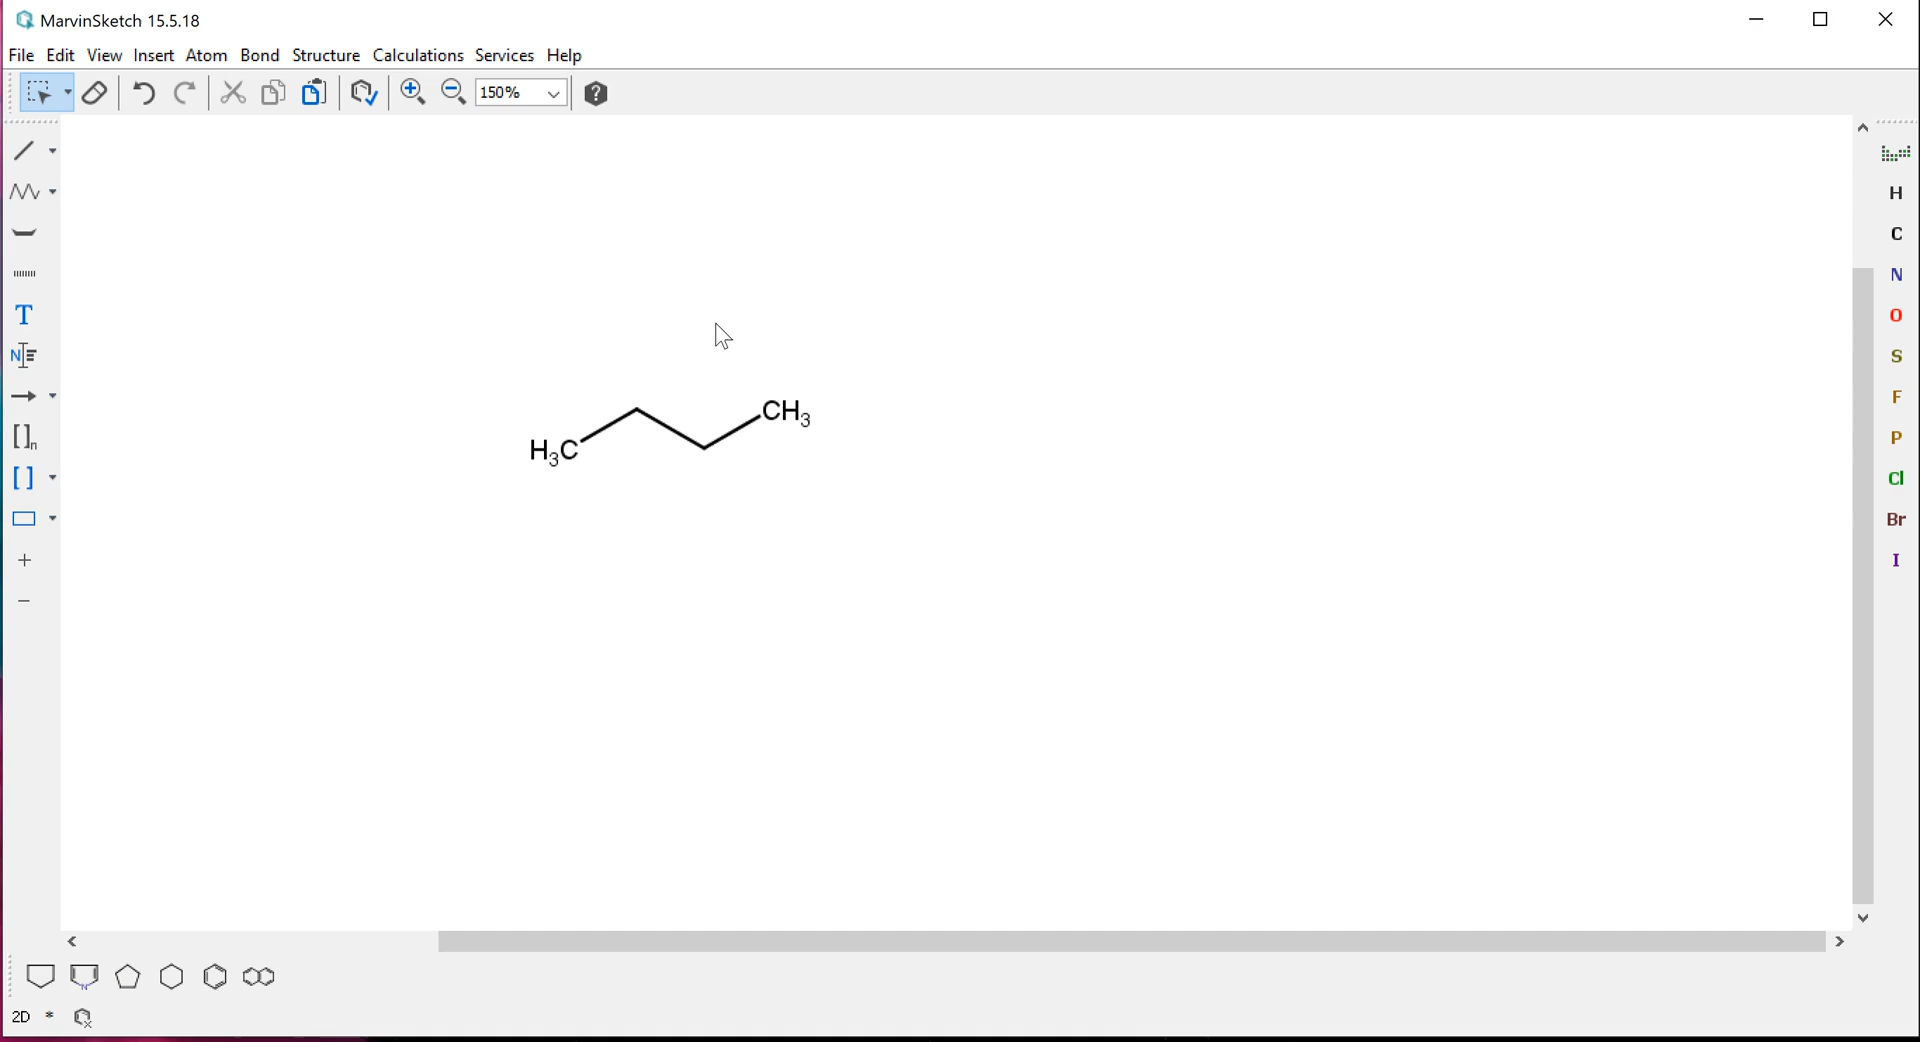 MarvinSketch 15.5.18
File Edit View Insert Atom Bond Structure Calculations Services Help
150%
T
N
[ ]n
[ ]
H
C
N
O
S
F
P
Cl
Br
I
CH3
H3C
N
2D *